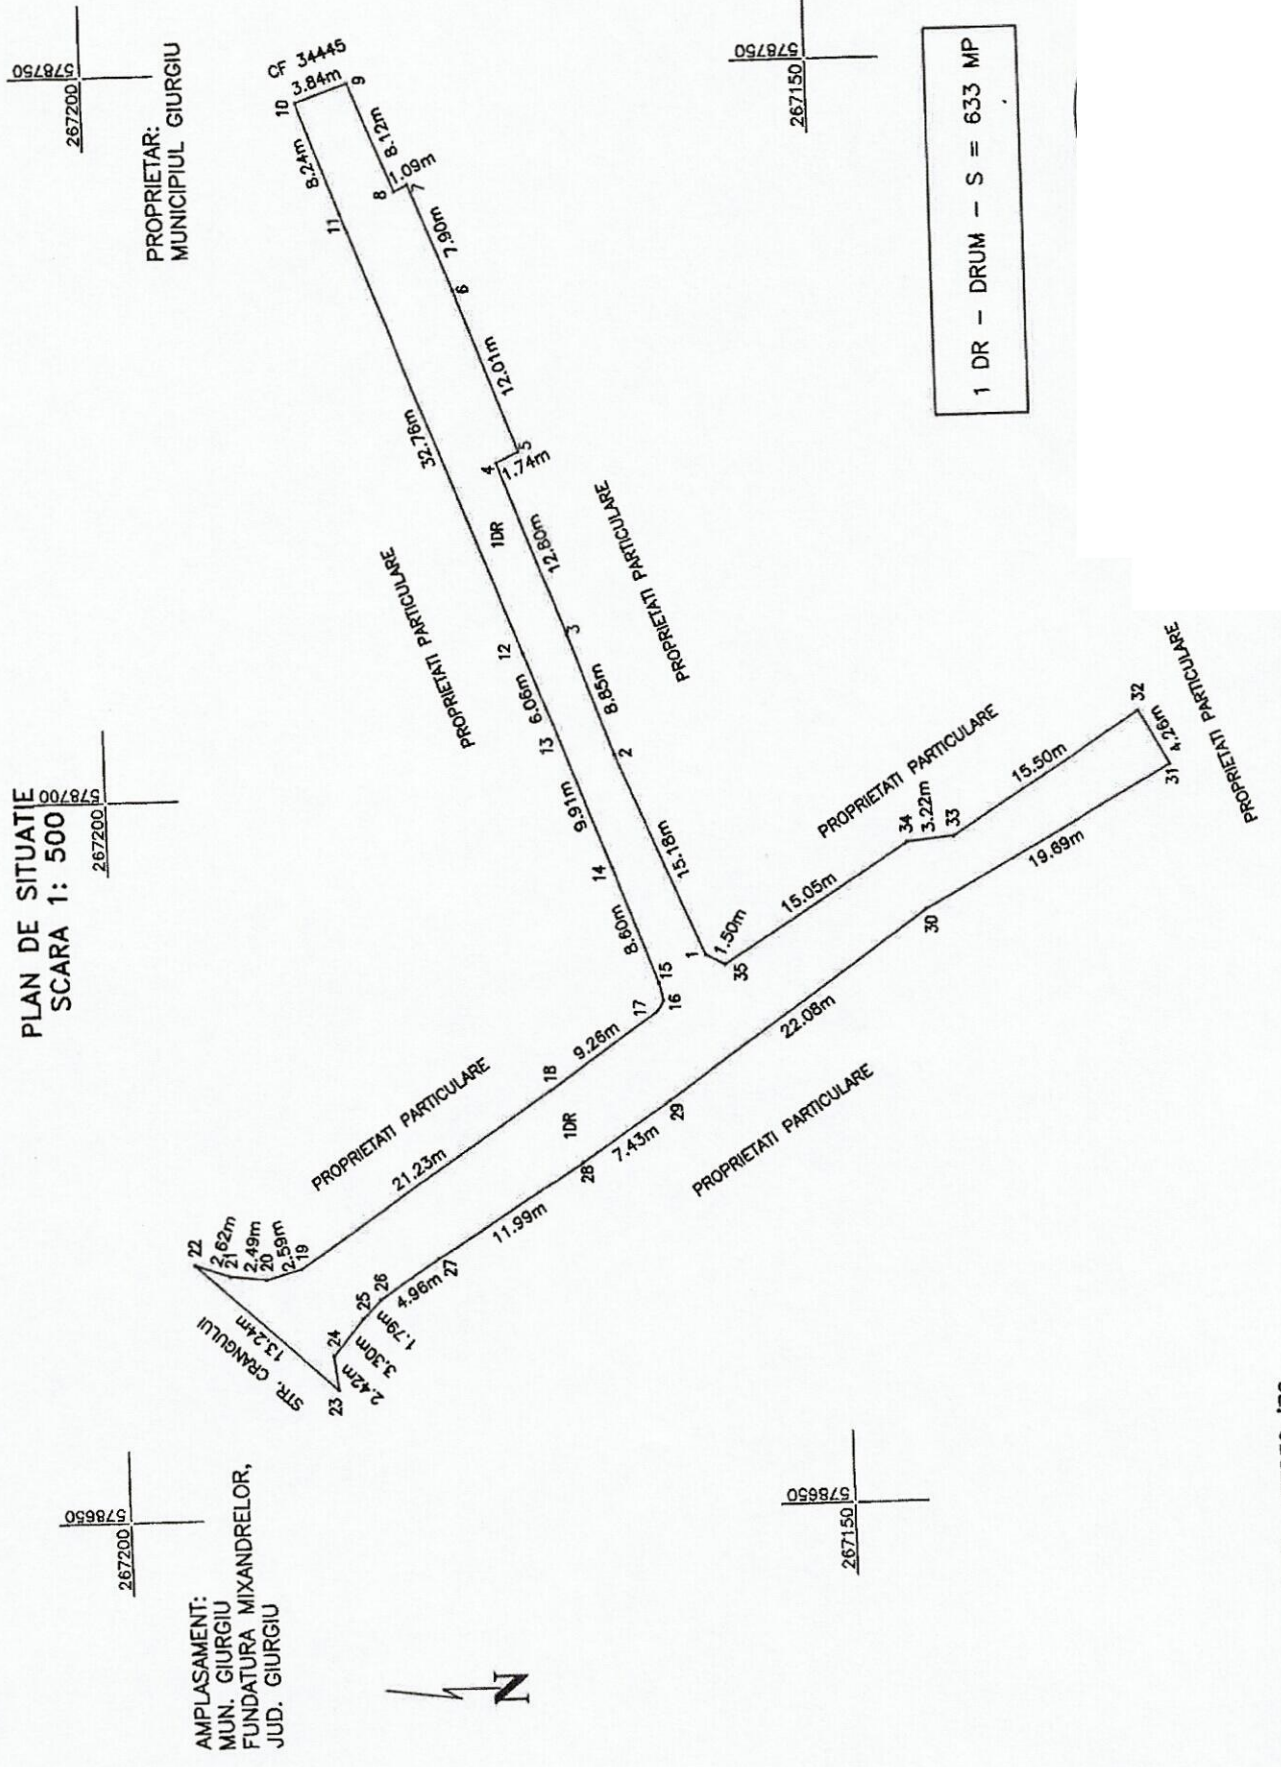 PLAN DE SITUATIE
SCARA 1: 500
AMPLASAMENT:
MUN. GIURGIU
FUNDATURA MIXANDRELOR,
JUD. GIURGIU
PROPRIETAR:
MUNICIPIUL GIURGIU
578650
267200
578700
267200
578750
267200
578650
267150
578750
267150
N
CF 34445
STR. CRANGULUI
13.24m
22
2.62m
21
2.49m
20
2.59m
19
21.23m
18
9.26m
17
16
15
8.60m
14
9.91m
13
6.06m
12
32.76m
11
8.24m
10
3.84m
9
8.12m
8
1.09m
7
7.90m
6
12.01m
5
1.74m
4
12.80m
3
8.85m
2
15.18m
1
1.50m
35
15.05m
34
3.22m
33
15.50m
32
4.26m
31
19.69m
30
22.08m
29
7.43m
28
11.99m
27
4.96m
26
1.79m
25
3.30m
24
2.42m
23
1DR
1DR
PROPRIETATI PARTICULARE
PROPRIETATI PARTICULARE
PROPRIETATI PARTICULARE
PROPRIETATI PARTICULARE
PROPRIETATI PARTICULARE
PROPRIETATI PARTICULARE
1 DR - DRUM - S = 633 MP